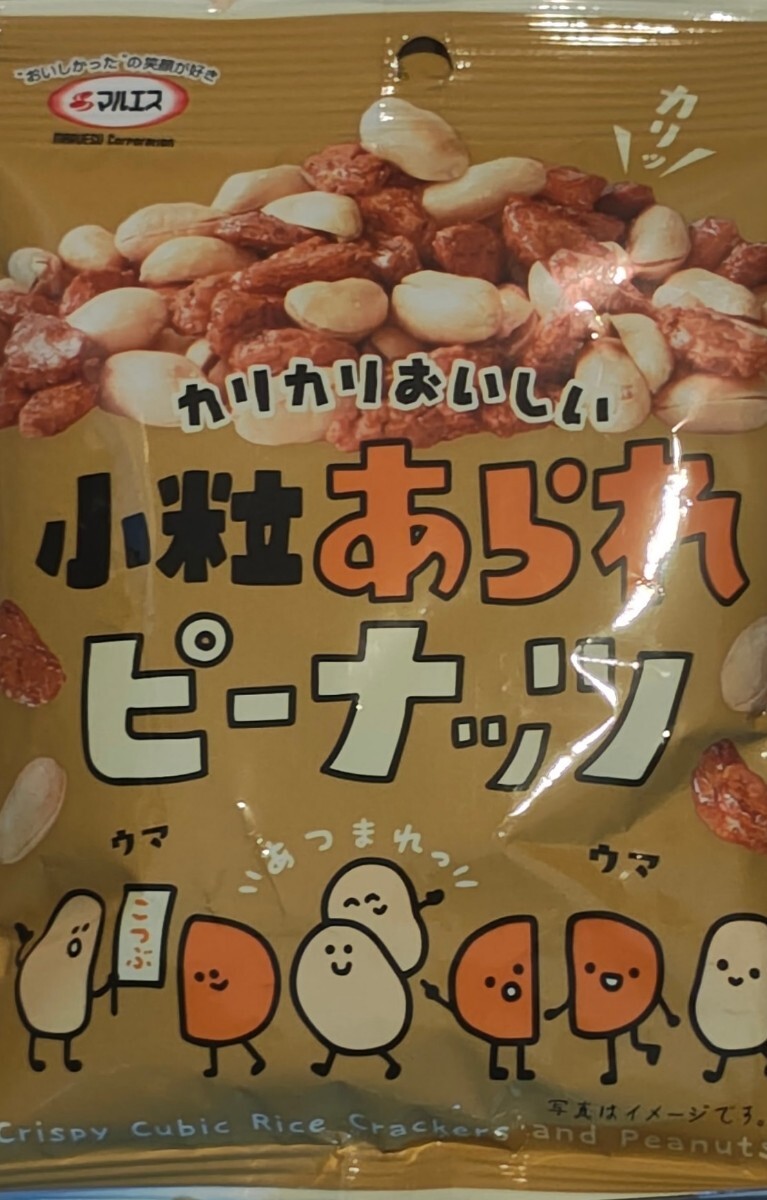 "おいしかった"の笑顔が好き
マルエス
MARUESU Corporation
カリッ
カリカリおいしい
小粒あられ
ピーナッツ
ウマ
あつまれっ
ウマ
こつぶ
写真はイメージです。
Crispy Cubic Rice Crackers and Peanuts